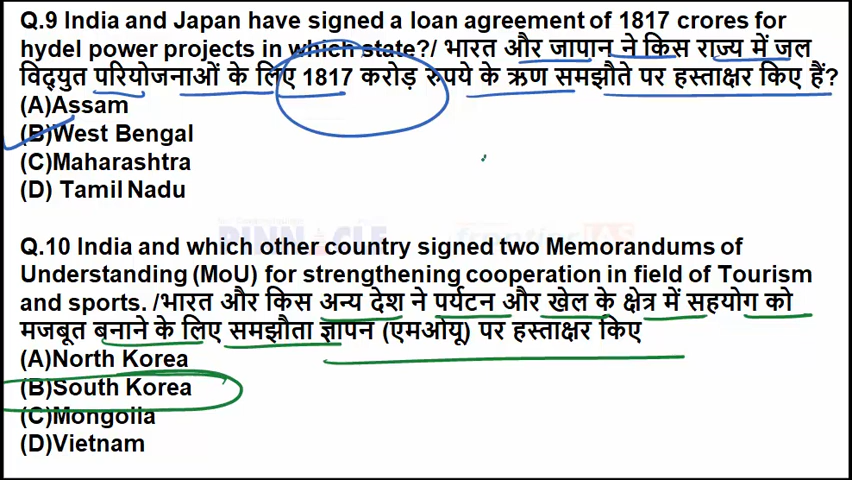 Q.9 India and Japan have signed a loan agreement of 1817 crores for
hydel power projects in which state?/ भारत और जापान ने किस राज्य में जल
विद्युत परियोजनाओं के लिए 1817 करोड़ रुपये के ऋण समझौते पर हस्ताक्षर किए हैं?
(A)Assam
(B)West Bengal
(C)Maharashtra
(D) Tamil Nadu
PINNACLE
Q.10 India and which other country signed two Memorandums of
Understanding (MoU) for strengthening cooperation in field of Tourism
and sports. /भारत और किस अन्य देश ने पर्यटन और खेल के क्षेत्र में सहयोग को
मजबूत बनाने के लिए समझौता ज्ञापन (एमओयू) पर हस्ताक्षर किए
(A)North Korea
(B)South Korea
(C)Mongolia
(D)Vietnam